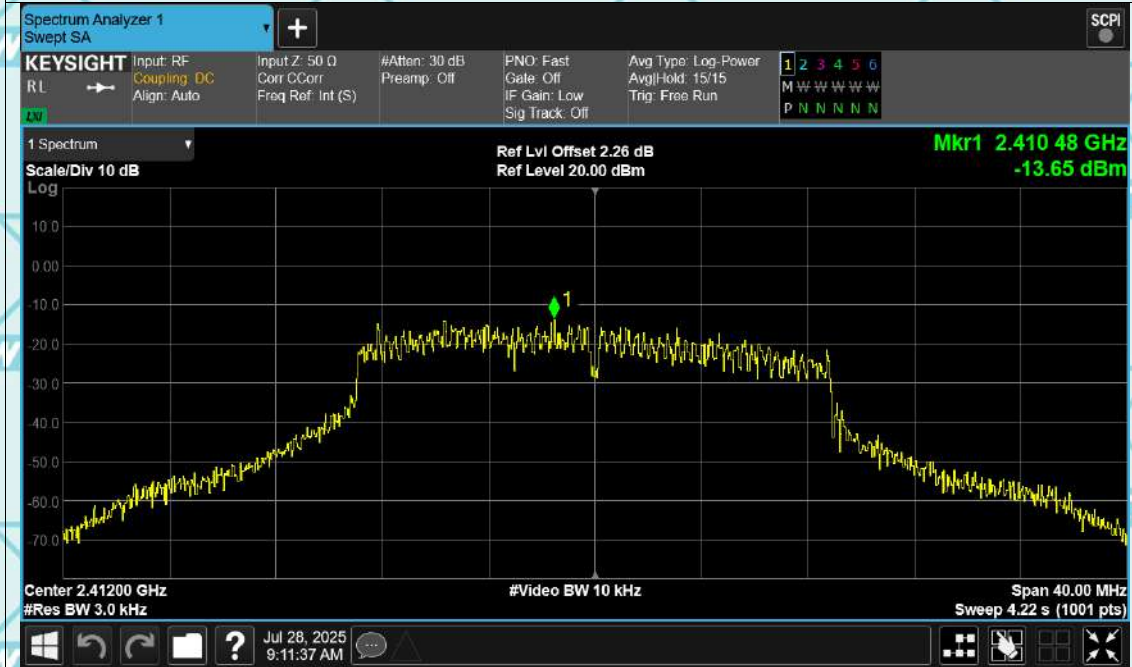 Spectrum Analyzer 1
Swept SA
+
SCPI
KEYSIGHT
RL
LXI
Input: RF
Coupling: DC
Align: Auto
Input Z: 50 Ω
Corr CCorr
Freq Ref: Int (S)
#Atten: 30 dB
Preamp: Off
PNO: Fast
Gate: Off
IF Gain: Low
Sig Track: Off
Avg Type: Log-Power
Avg|Hold: 15/15
Trig: Free Run
1 2 3 4 5 6
M W W W W W
P N N N N N
1 Spectrum
Scale/Div 10 dB
Log
Ref Lvl Offset 2.26 dB
Ref Level 20.00 dBm
Mkr1 2.410 48 GHz
-13.65 dBm
10.0
0.00
-10.0
-20.0
-30.0
-40.0
-50.0
-60.0
-70.0
1
Center 2.41200 GHz
#Res BW 3.0 kHz
#Video BW 10 kHz
Span 40.00 MHz
Sweep 4.22 s (1001 pts)
?
Jul 28, 2025
9:11:37 AM